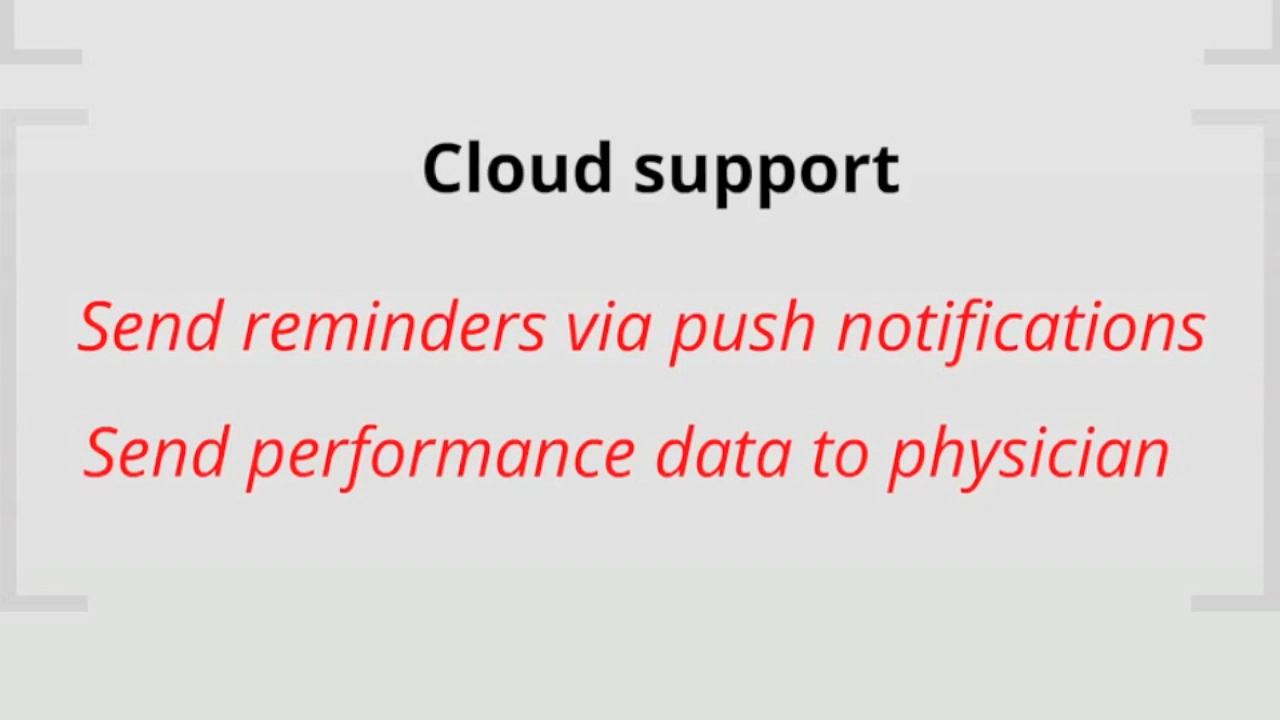 Cloud support
Send reminders via push notifications
Send performance data to physician